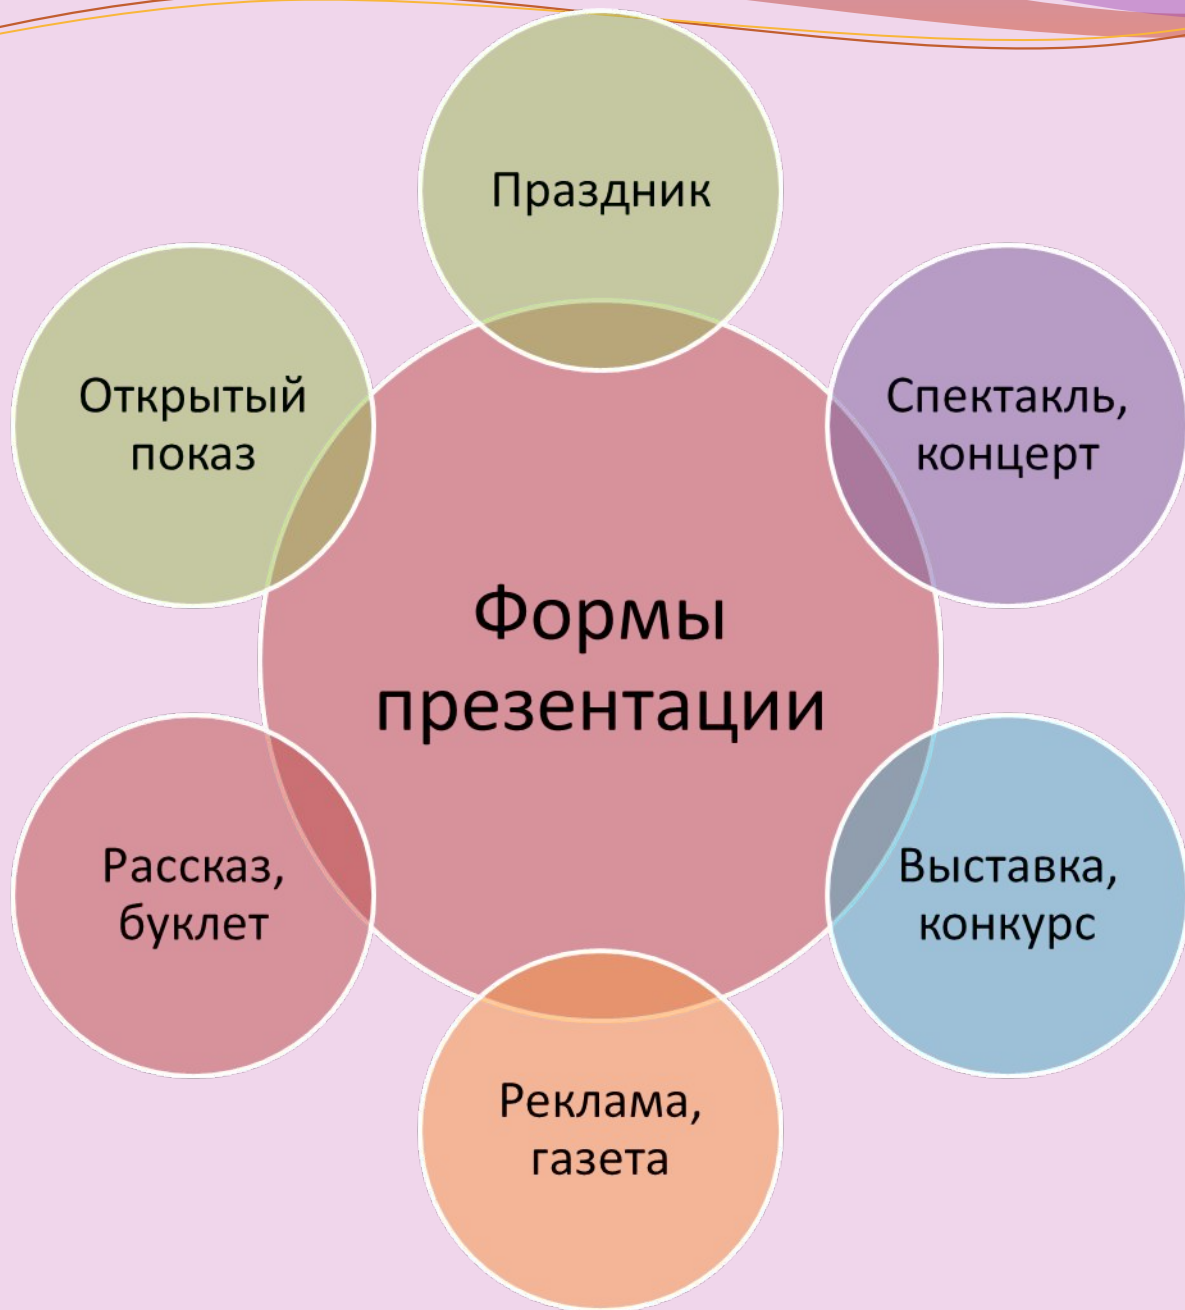 Праздник
Открытый
показ
Спектакль,
концерт
Формы
презентации
Рассказ,
буклет
Выставка,
конкурс
Реклама,
газета